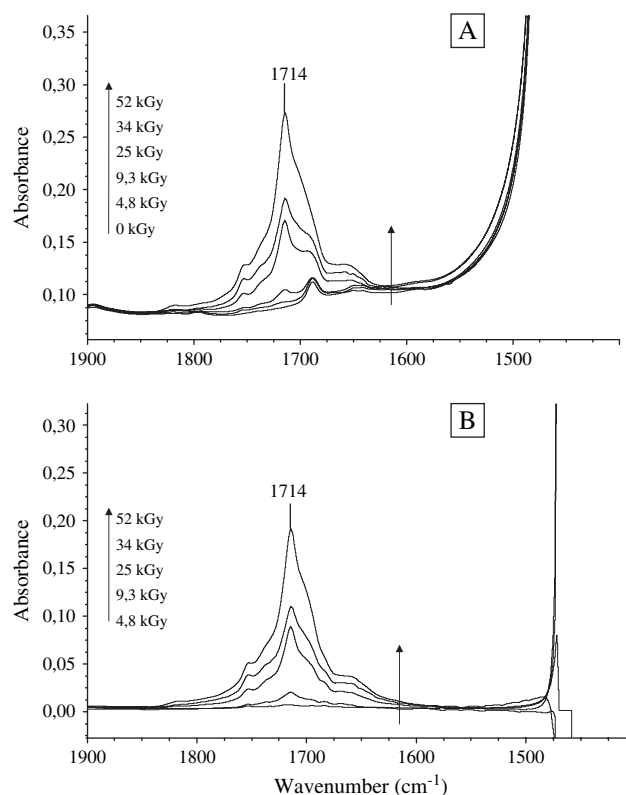 A
0,35
0,30
0,25
0,20
0,15
0,10
Absorbance
1714
52 kGy
34 kGy
25 kGy
9,3 kGy
4,8 kGy
0 kGy
1900 1800 1700 1600 1500
B
0,30
0,25
0,20
0,15
0,10
0,05
0,00
Absorbance
1714
52 kGy
34 kGy
25 kGy
9,3 kGy
4,8 kGy
1900 1800 1700 1600 1500
Wavenumber (cm⁻¹)